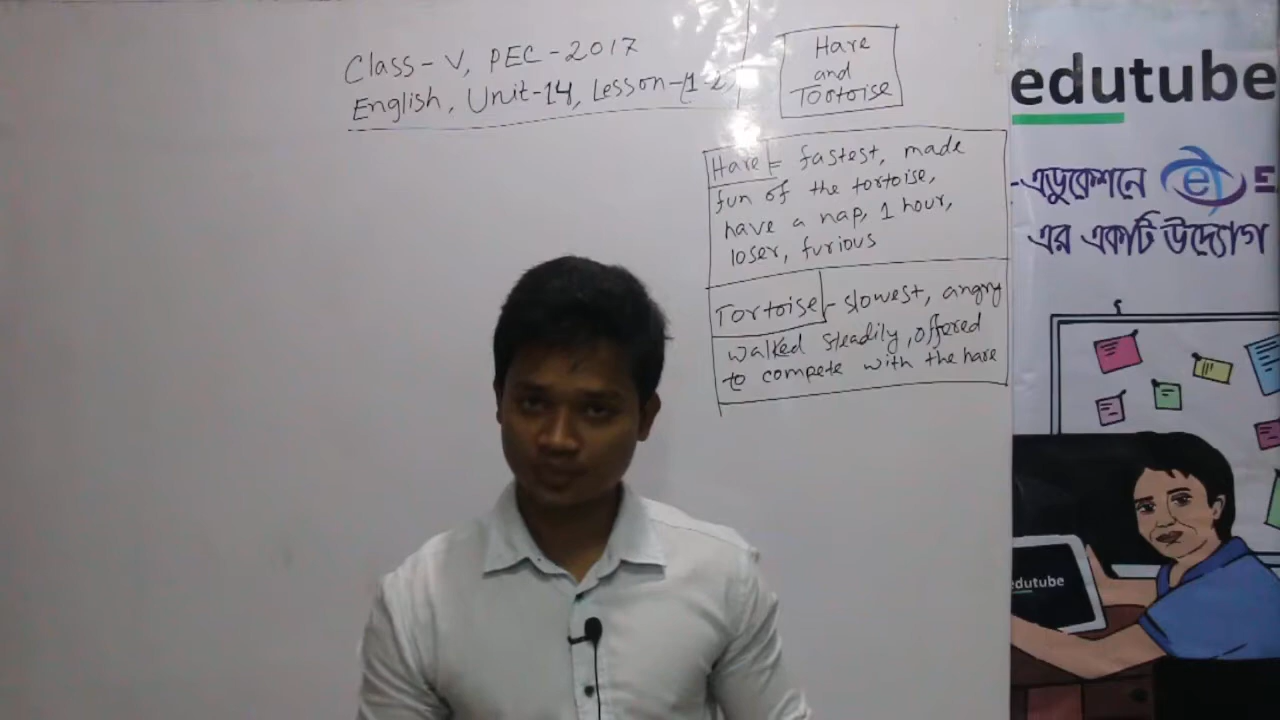 Class-V, PEC-2017
English, Unit-14, Lesson-(1-2)
Hare
and
Tortoise
Hare = fastest, made
fun of the tortoise,
have a nap, 1 hour,
loser, furious
Tortoise - slowest, angry
walked steadily, offered
to compete with the hare
edutube
-এডুকেশনে e E
এর একটি উদ্যোগ
edutube